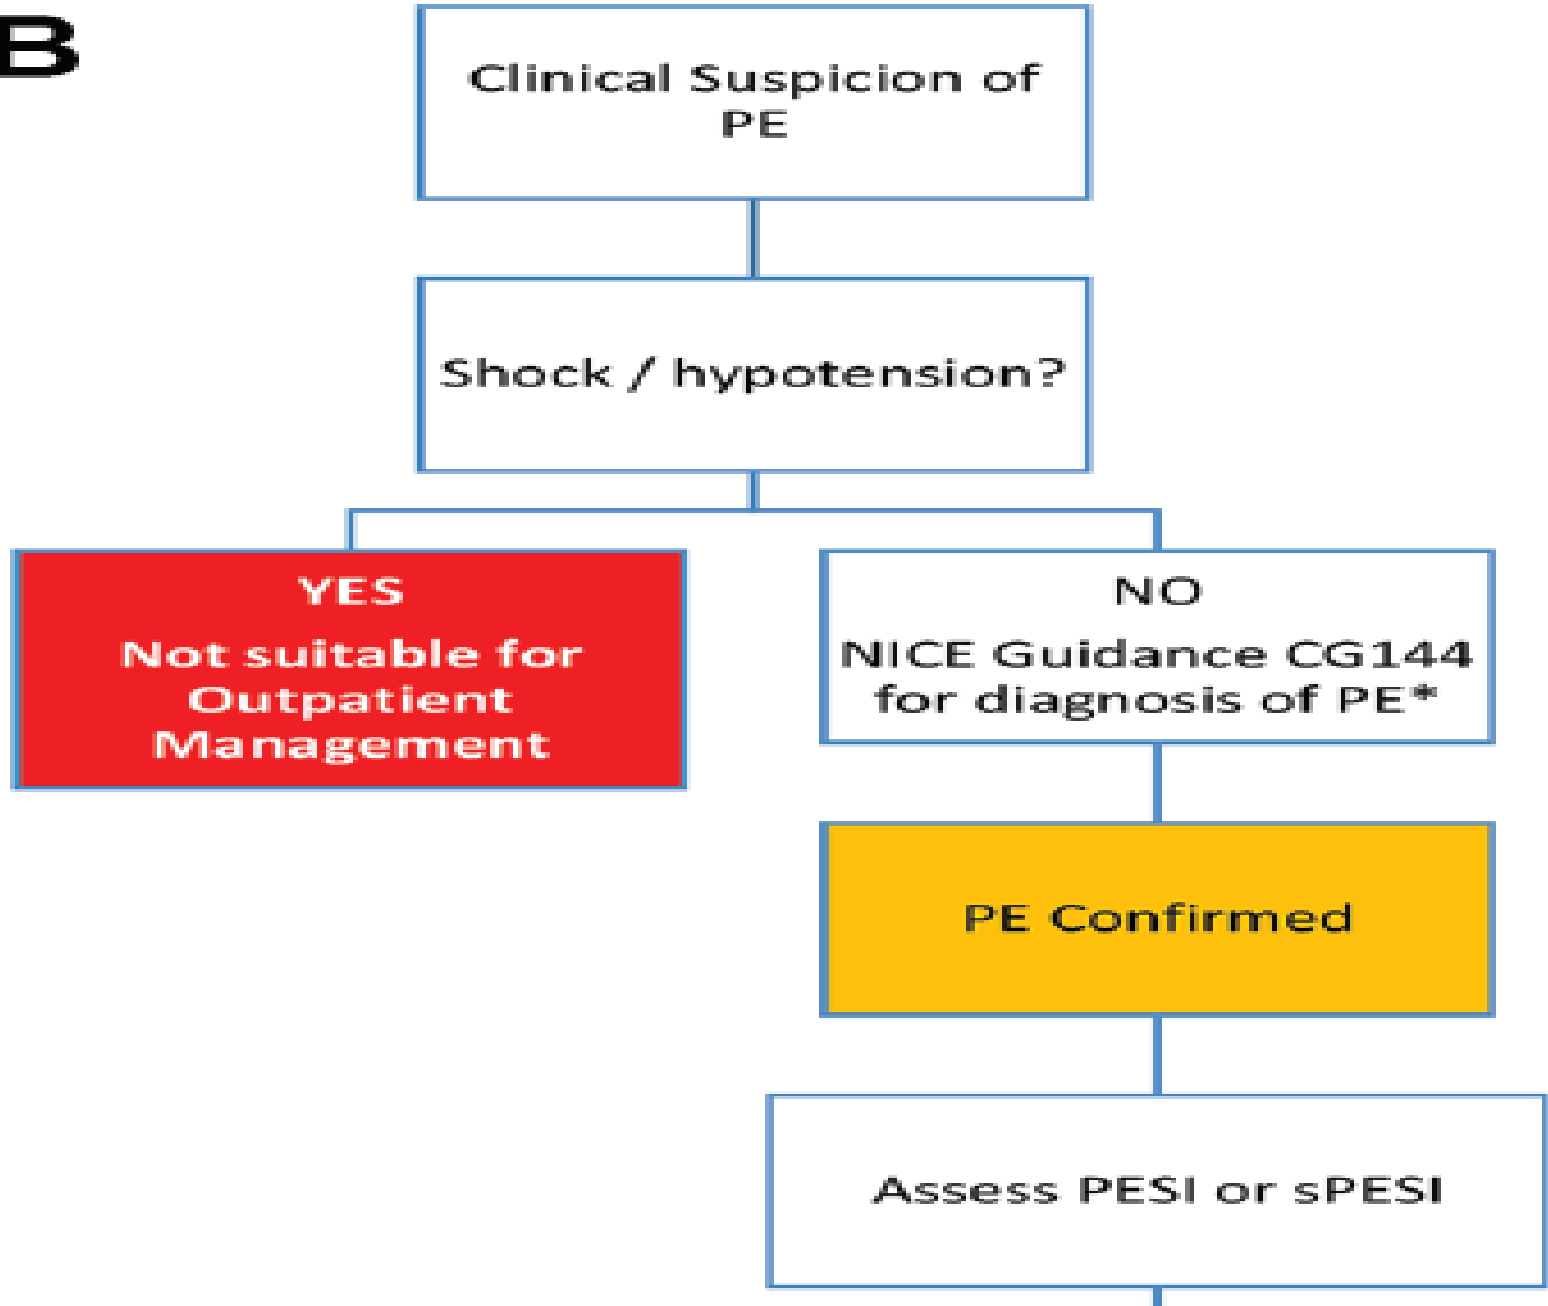 B
Clinical Suspicion of
PE
Shock / hypotension?
YES
Not suitable for
Outpatient
Management
NO
NICE Guidance CG144
for diagnosis of PE*
PE Confirmed
Assess PESI or sPESI